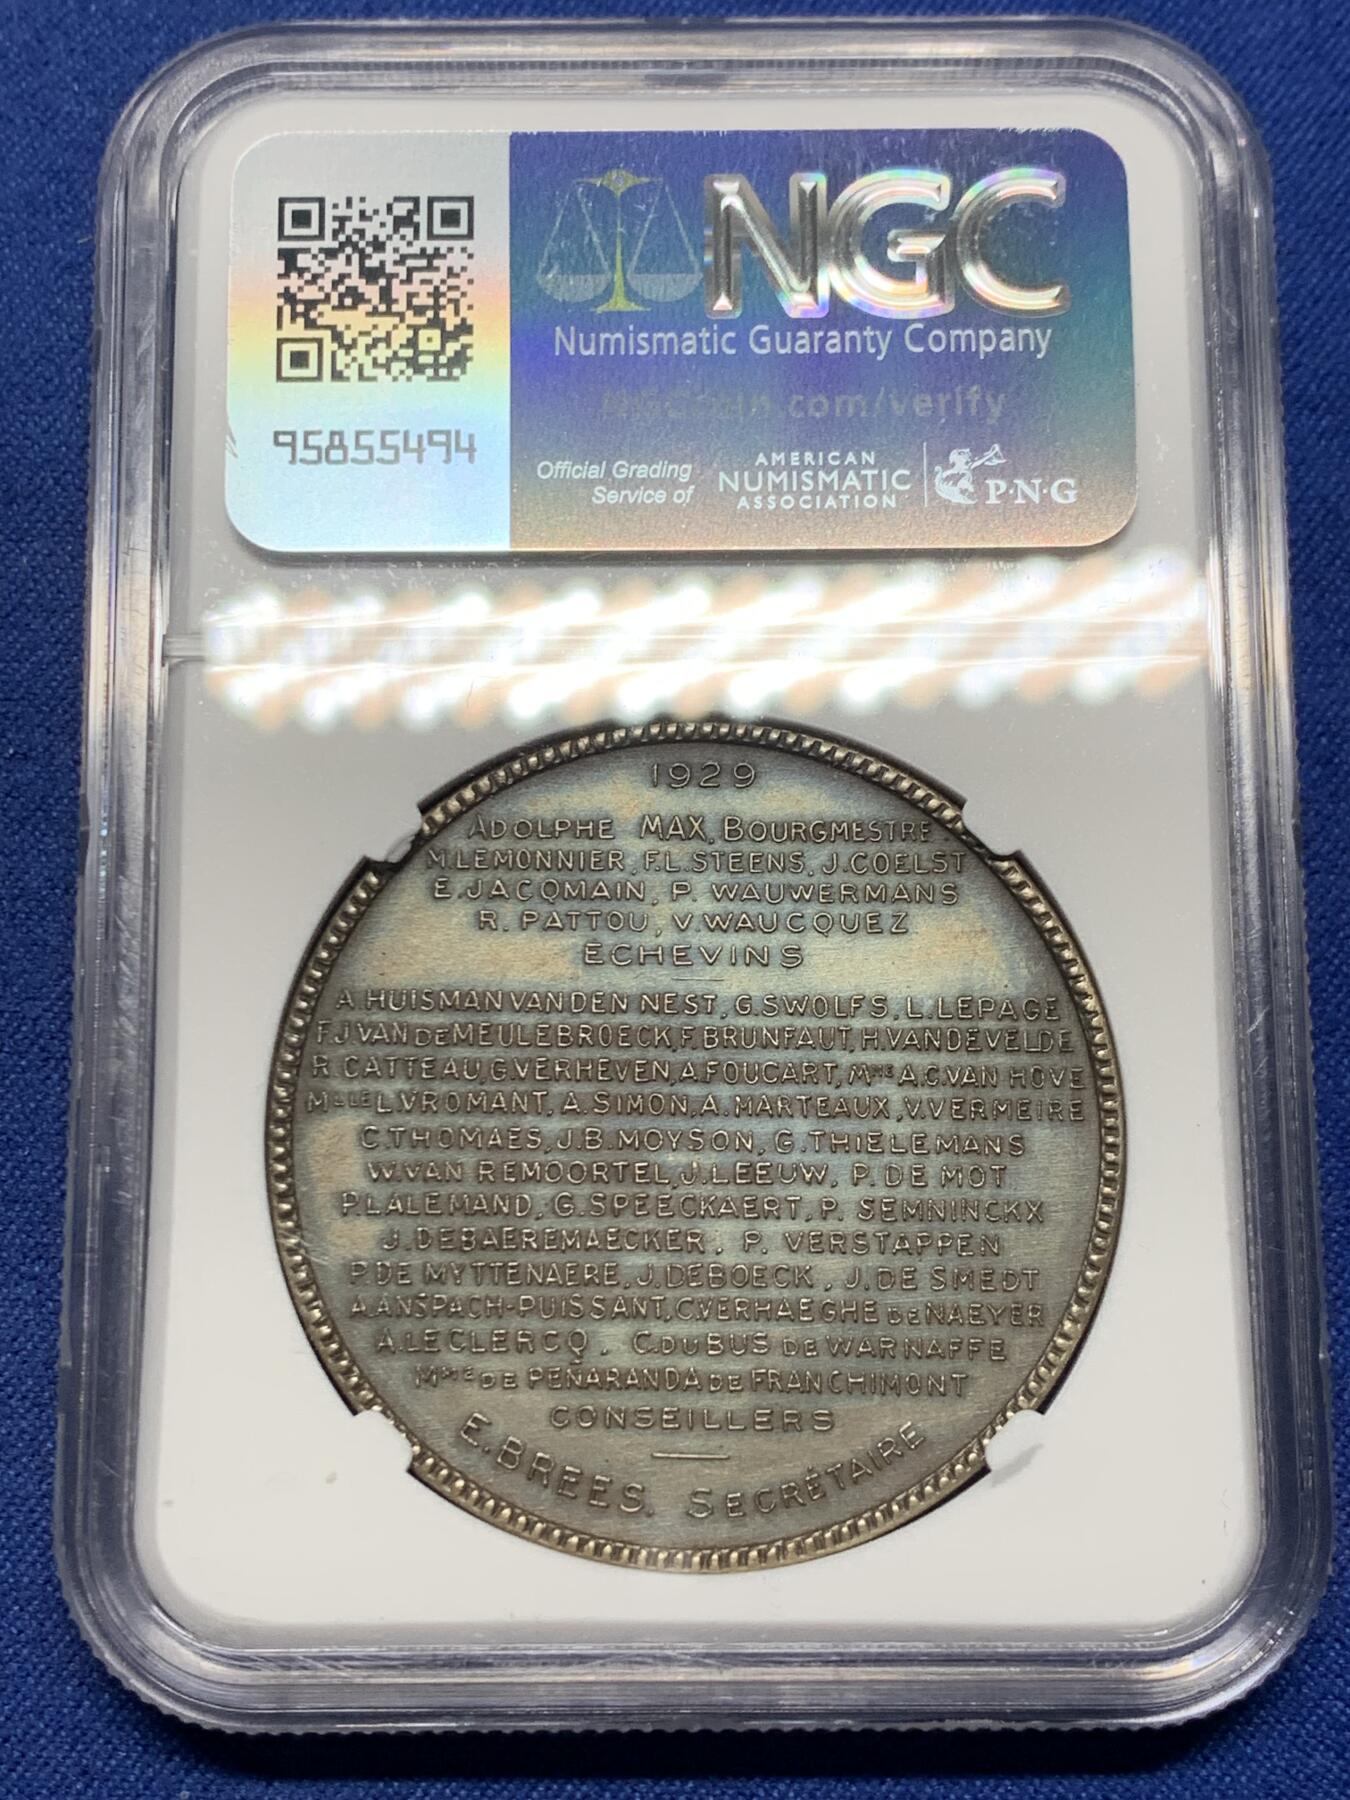 NGC
Numismatic Guaranty Company
NGCcoin.com/verify
95855494
Official Grading
Service of
AMERICAN
NUMISMATIC
ASSOCIATION
P·N·G
1929
ADOLPHE MAX, BOURGMESTRE
M.LEMONNIER, F.L.STEENS, J.COELST
E.JACQMAIN, P. WAUWERMANS
R. PATTOU, V.WAUCQUEZ
ECHEVINS
A.HUISMAN VAN DEN NEST, G.SWOLFS, L.LEPAGE
F.J.VAN DE MEULEBROECK, F.BRUNFAUT, H.VANDEVELDE
R.CATTEAU, G.VERHEVEN, A.FOUCART, MME A.C.VAN HOVE
MLLE L.VROMANT, A.SIMON, A.MARTEAUX, V.VERMEIRE
C.THOMAES, J.B.MOYSON, G.THIELEMANS
W.VAN REMOORTEL, J.LEEUW, P.DE MOT
P.LALEMAND, G.SPEECKAERT, P. SEMNINCKX
J.DEBAEREMAECKER, P. VERSTAPPEN
P.DE MYTTENAERE, J.DEBOECK, J.DE SMEDT
A.ANSPACH-PUISSANT, C.VERHAEGHE DE NAEYER
A.LECLERCQ, C.DU BUS DE WARNAFFE
MME DE PEÑARANDA DE FRANCHIMONT
CONSEILLERS
E.BREES, SECRÉTAIRE